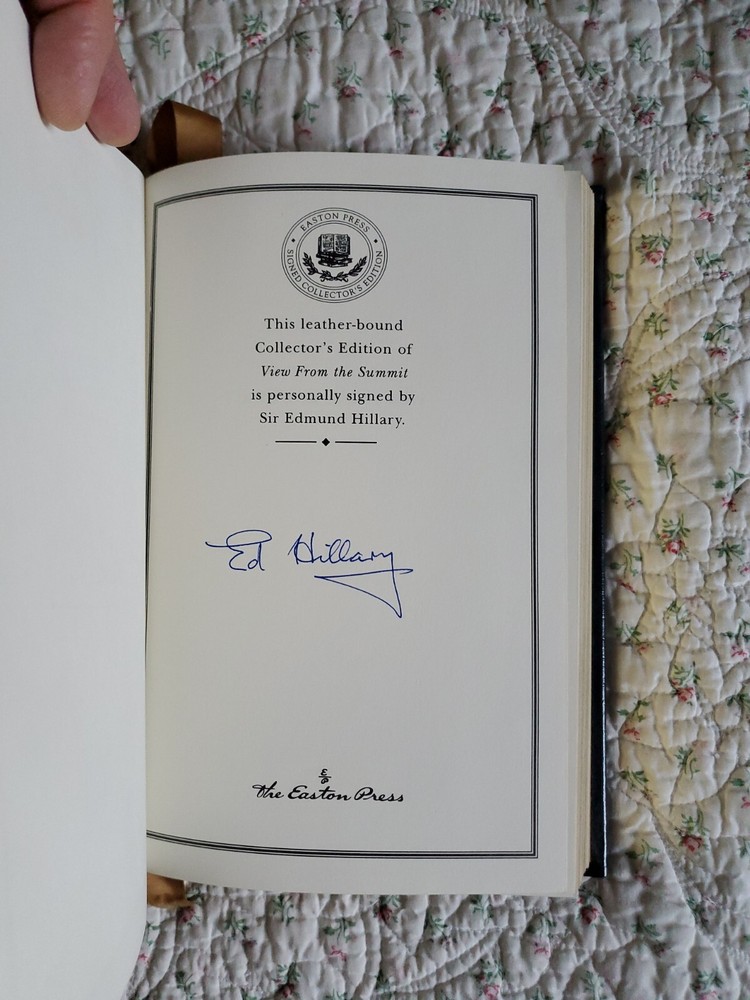 EASTON PRESS
SIGNED COLLECTOR'S EDITION
This leather-bound
Collector's Edition of
View From the Summit
is personally signed by
Sir Edmund Hillary.
Ed Hillary
The Easton Press